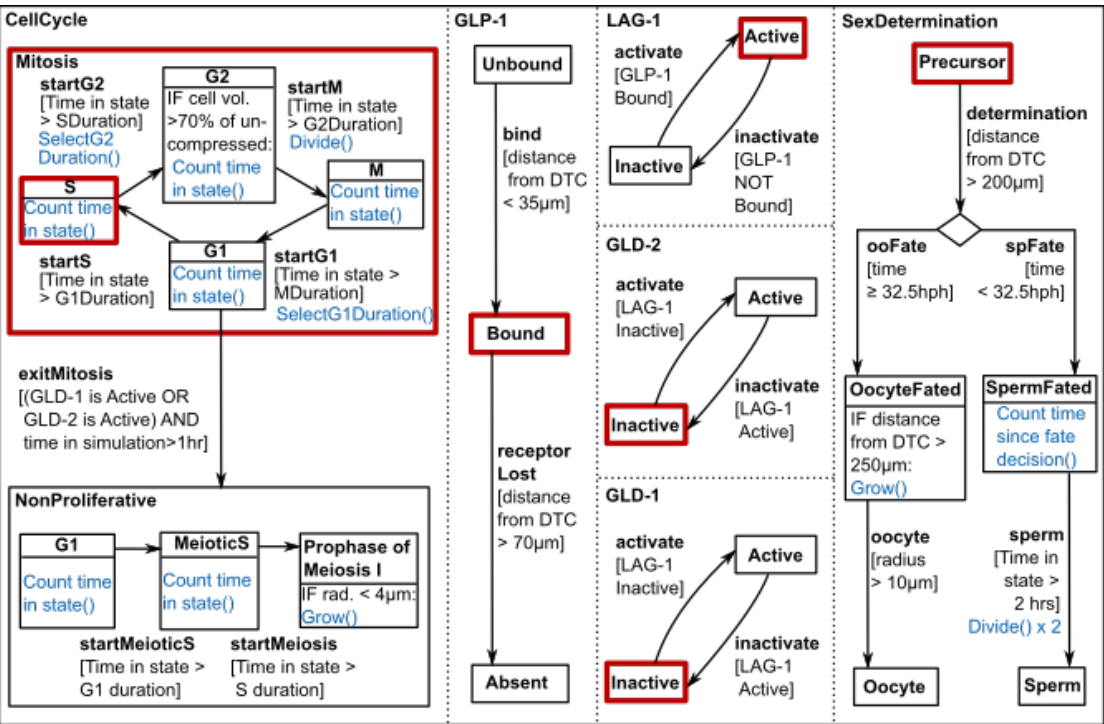 CellCycle
Mitosis
startG2
[Time in state
> SDuration]
SelectG2
Duration()
G2
IF cell vol.
>70% of un-
compressed:
Count time
in state()
startM
[Time in state
> G2Duration]
Divide()
S
Count time
in state()
M
Count time
in state()
G1
Count time
in state()
startS
[Time in state
> G1Duration]
startG1
[Time in state >
MDuration]
SelectG1Duration()
exitMitosis
[(GLD-1 is Active OR
GLD-2 is Active) AND
time in simulation>1hr]
NonProliferative
G1
Count time
in state()
MeioticS
Count time
in state()
Prophase of
Meiosis I
IF rad. < 4μm:
Grow()
startMeioticS
[Time in state >
G1 duration]
startMeiosis
[Time in state >
S duration]
GLP-1
Unbound
bind
[distance
from DTC
< 35μm]
Bound
receptor
Lost
[distance
from DTC
> 70μm]
Absent
LAG-1
activate
[GLP-1
Bound]
Active
Inactive
inactivate
[GLP-1
NOT
Bound]
GLD-2
activate
[LAG-1
Inactive]
Active
Inactive
inactivate
[LAG-1
Active]
GLD-1
activate
[LAG-1
Inactive]
Active
Inactive
inactivate
[LAG-1
Active]
SexDetermination
Precursor
determination
[distance
from DTC
> 200μm]
ooFate
[time
≥ 32.5hph]
spFate
[time
< 32.5hph]
OocyteFated
IF distance
from DTC >
250μm:
Grow()
SpermFated
Count time
since fate
decision()
oocyte
[radius
> 10μm]
sperm
[Time in
state >
2 hrs]
Divide() x 2
Oocyte
Sperm